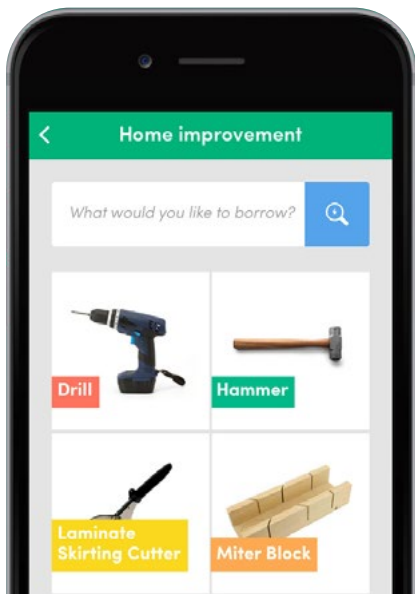 Home improvement
What would you like to borrow?
Drill
Hammer
Laminate
Skirting Cutter
Miter Block